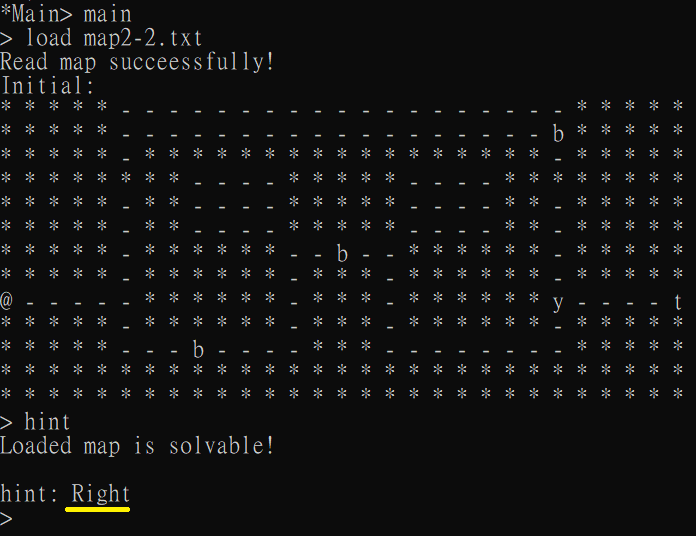 *Main> main
> load map2-2.txt
Read map succeessfully!
Initial:
* * * * * - - - - - - - - - - - - - - - - - - - * * * * *
* * * * * - - - - - - - - - - - - - - - - - - b * * * * *
* * * * * - * * * * * * * * * * * * * * * * * - * * * * *
* * * * * * * * - - - - * * * * * - - - - * * * * * * * *
* * * * * - * * - - - - * * * * * - - - - * * - * * * * *
* * * * * - * * - - - - * * * * * - - - - * * - * * * * *
* * * * * - * * * * * * - - b - - * * * * * * - * * * * *
* * * * * - * * * * * * - * * * - * * * * * * - * * * * *
@ - - - - - * * * * * * - * * * - * * * * * * y - - - - t
* * * * * - * * * * * * - * * * - * * * * * * - * * * * *
* * * * * - - - b - - - - * * * - - - - - - - - * * * * *
* * * * * * * * * * * * * * * * * * * * * * * * * * * * *
* * * * * * * * * * * * * * * * * * * * * * * * * * * * *
> hint
Loaded map is solvable!
hint: Right
>